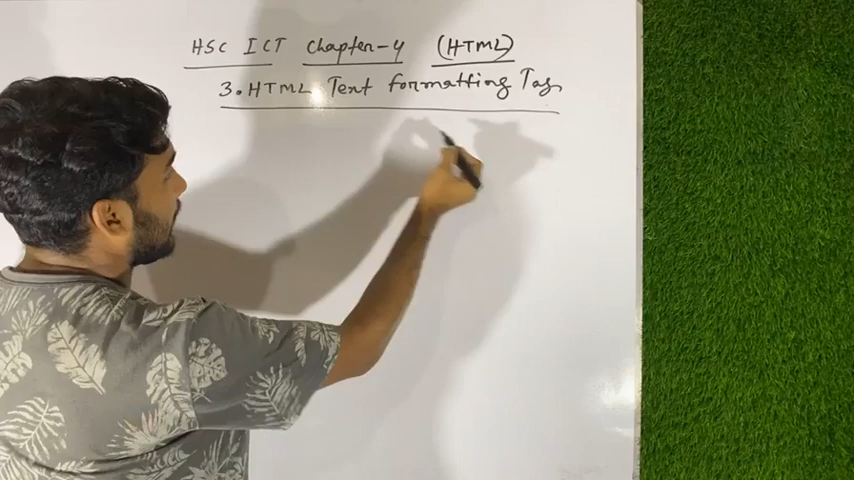 HSC ICT Chapter-4 (HTML)
3. HTML Text formatting Tag